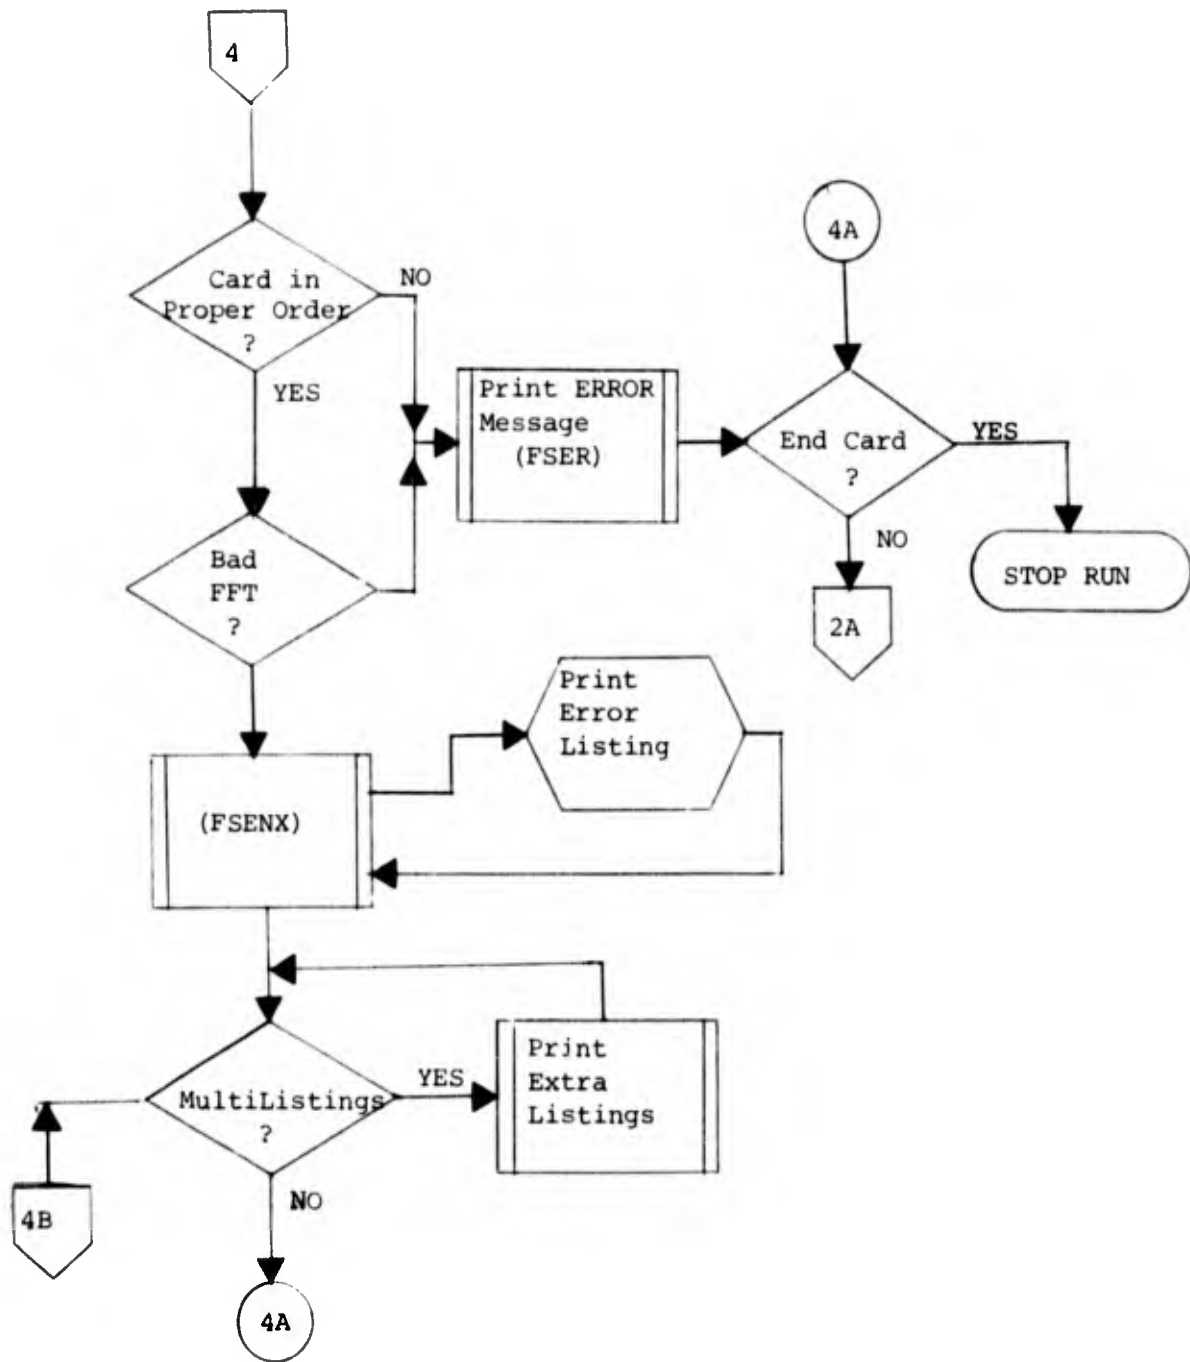 4
Card in
Proper Order
?
NO
YES
Print ERROR
Message
(FSER)
4A
End Card
?
YES
NO
STOP RUN
2A
Bad
FFT
?
Print
Error
Listing
(FSENX)
MultiListings
?
YES
Print
Extra
Listings
NO
4B
4A